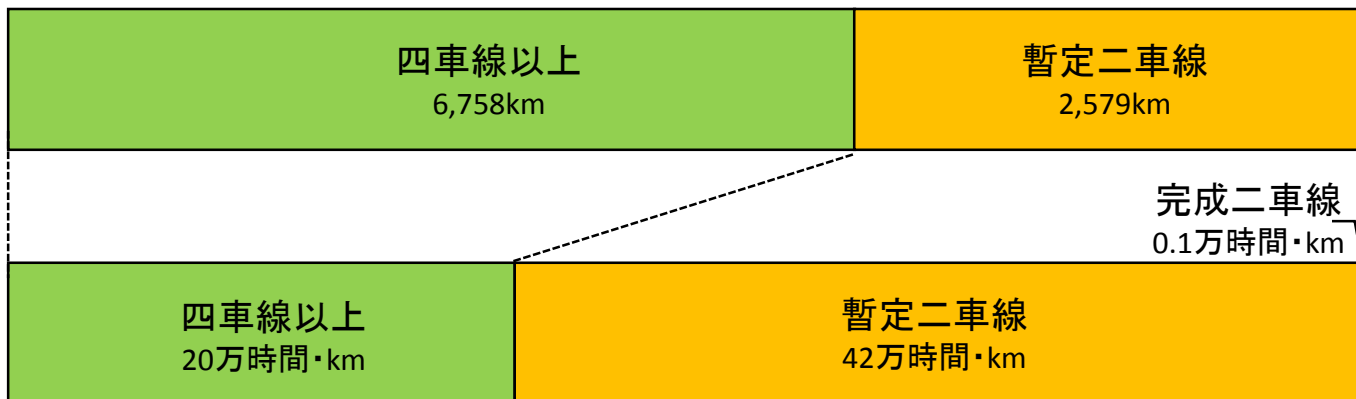 四車線以上
6,758km
暫定二車線
2,579km
完成二車線
0.1万時間・km
四車線以上
20万時間・km
暫定二車線
42万時間・km